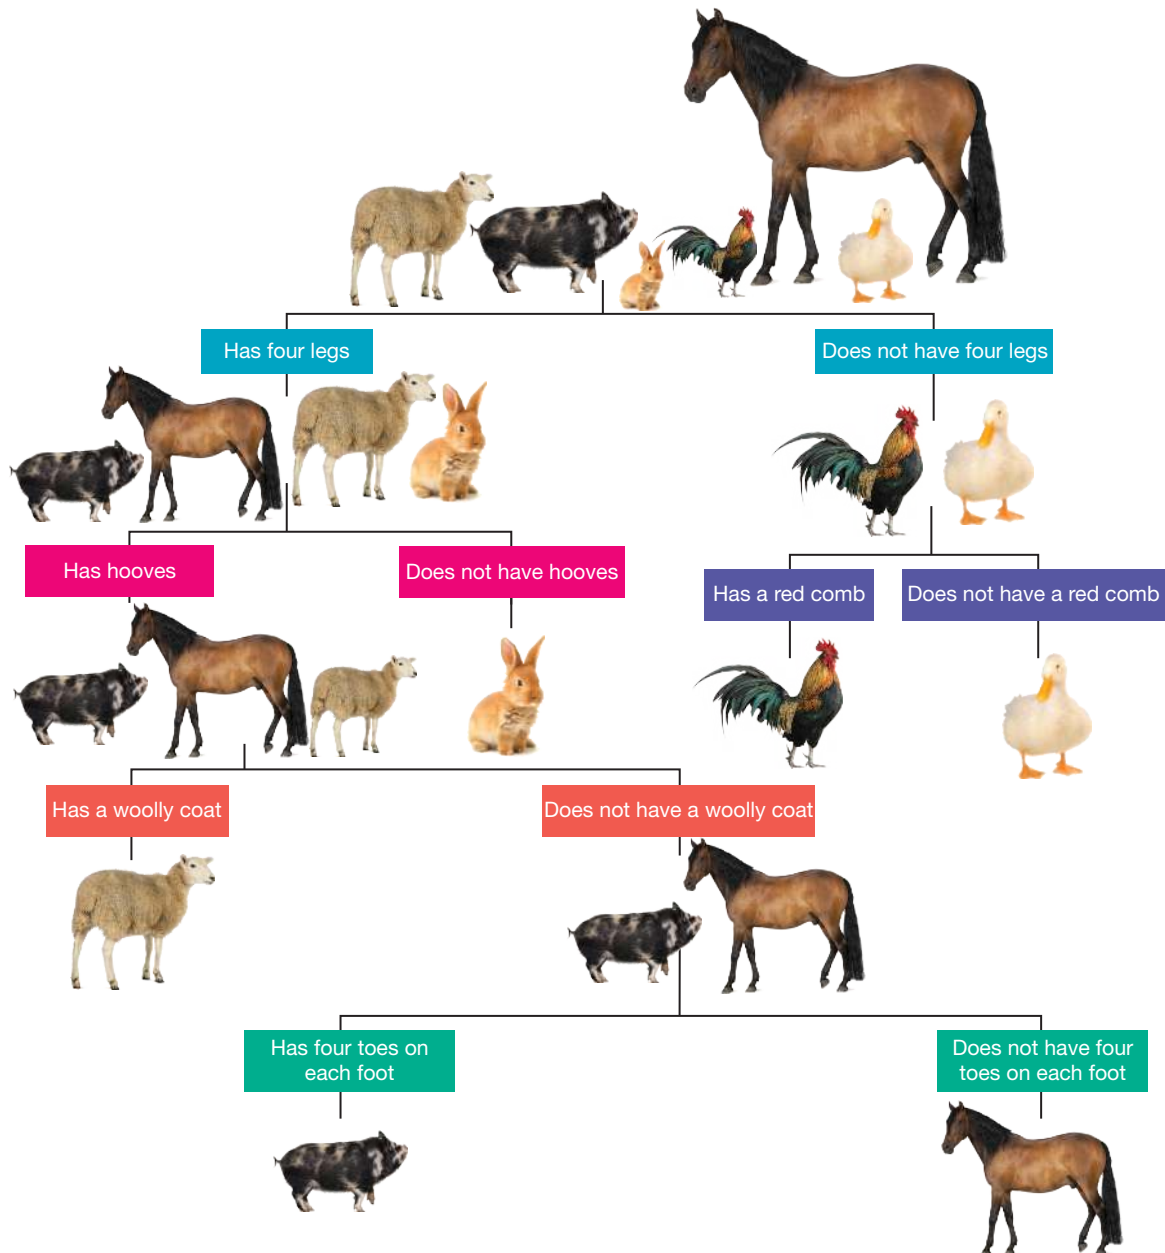 Has four legs
Does not have four legs
Has hooves
Does not have hooves
Has a red comb
Does not have a red comb
Has a woolly coat
Does not have a woolly coat
Has four toes on
each foot
Does not have four
toes on each foot